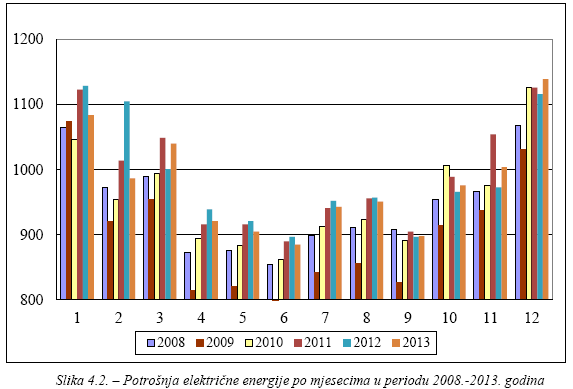 1200
1100
1000
900
800
1 2 3 4 5 6 7 8 9 10 11 12
2008 2009 2010 2011 2012 2013
Slika 4.2. – Potrošnja električne energije po mjesecima u periodu 2008.-2013. godina